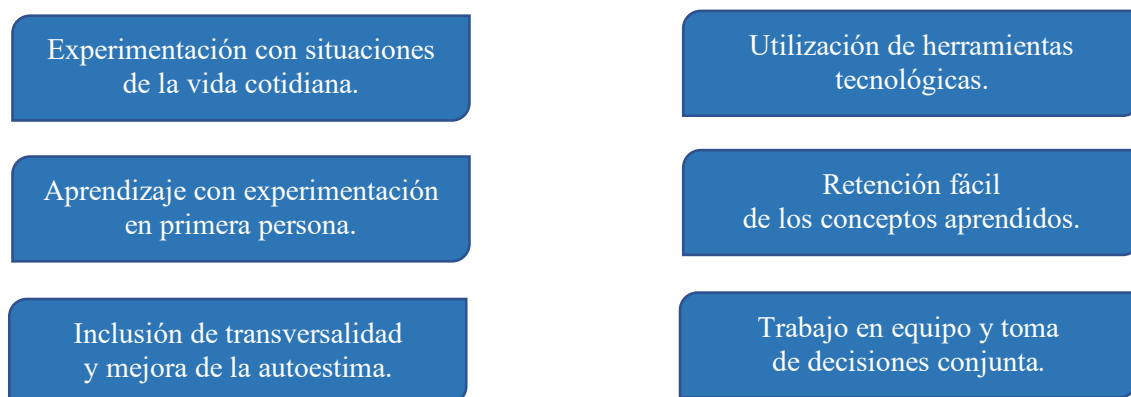 Experimentación con situaciones
de la vida cotidiana.
Utilización de herramientas
tecnológicas.
Aprendizaje con experimentación
en primera persona.
Retención fácil
de los conceptos aprendidos.
Inclusión de transversalidad
y mejora de la autoestima.
Trabajo en equipo y toma
de decisiones conjunta.